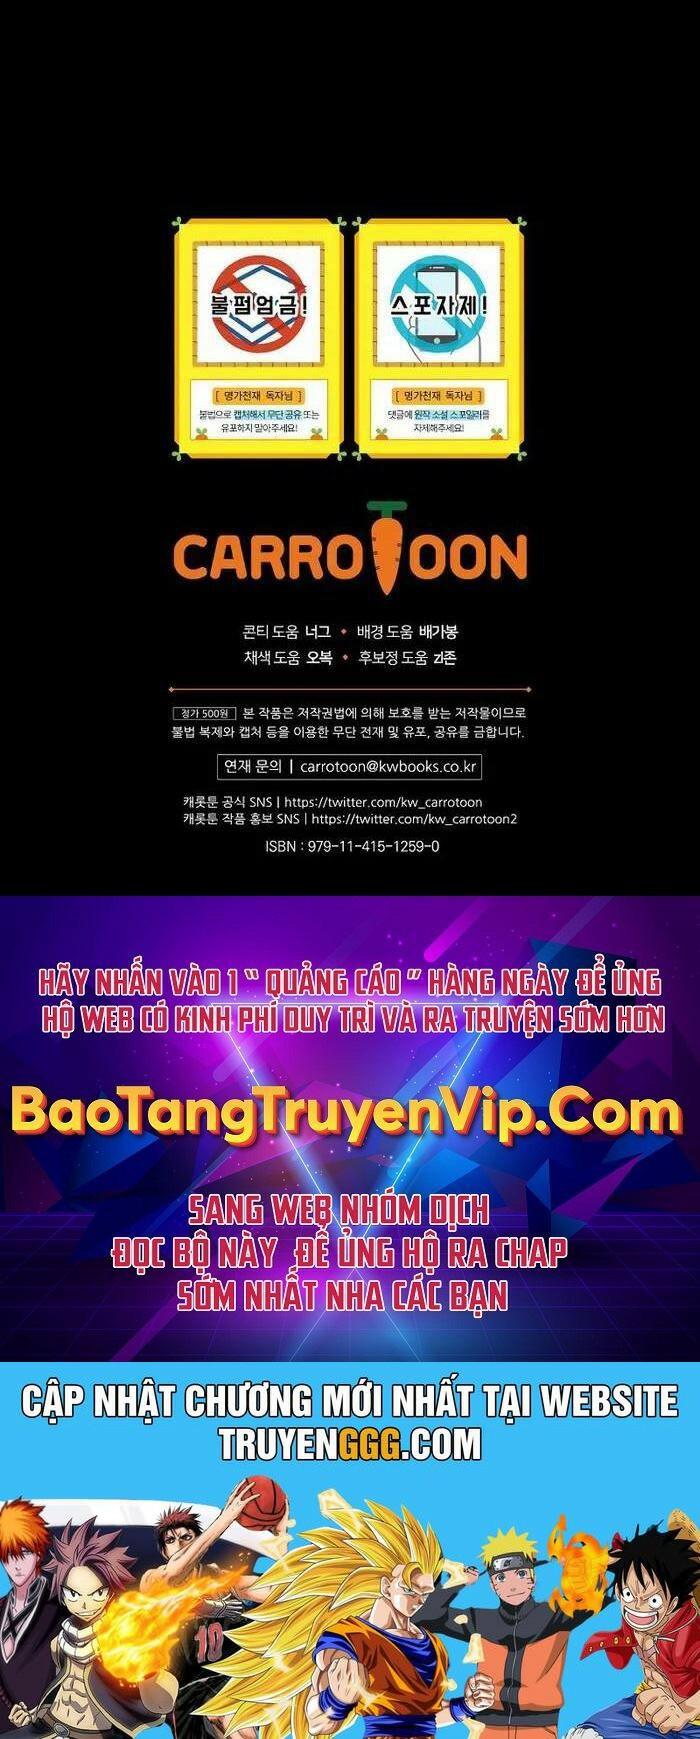 불펌엄금!
스포자제!
[ 명가천재 독자님 ]
불법으로 캡처해서 무단 공유 또는
유포하지 말아주세요!
[ 명가천재 독자님 ]
댓글에 원작 소설 스포일러를
자제해주세요!
CARROTOON
콘티 도움 너그 • 배경 도움 배가봉
채색 도움 오복 • 후보정 도움 zl존
정가 500원 본 작품은 저작권법에 의해 보호를 받는 저작물이므로
불법 복제와 캡처 등을 이용한 무단 전재 및 유포, 공유를 금합니다.
연재 문의 | carrotoon@kwbooks.co.kr
캐롯툰 공식 SNS | https://twitter.com/kw_carrotoon
캐롯툰 작품 홍보 SNS | https://twitter.com/kw_carrotoon2
ISBN : 979-11-415-1259-0
HÃY NHẤN VÀO 1 “ QUẢNG CÁO ” HÀNG NGÀY ĐỂ ỦNG
HỘ WEB CÓ KINH PHÍ DUY TRÌ VÀ RA TRUYỆN SỚM HƠN
BaoTangTruyenVip.Com
SANG WEB NHÓM DỊCH
ĐỌC BỘ NÀY ĐỂ ỦNG HỘ RA CHAP
SỚM NHẤT NHA CÁC BẠN
CẬP NHẬT CHƯƠNG MỚI NHẤT TẠI WEBSITE
TRUYENGGG.COM
10